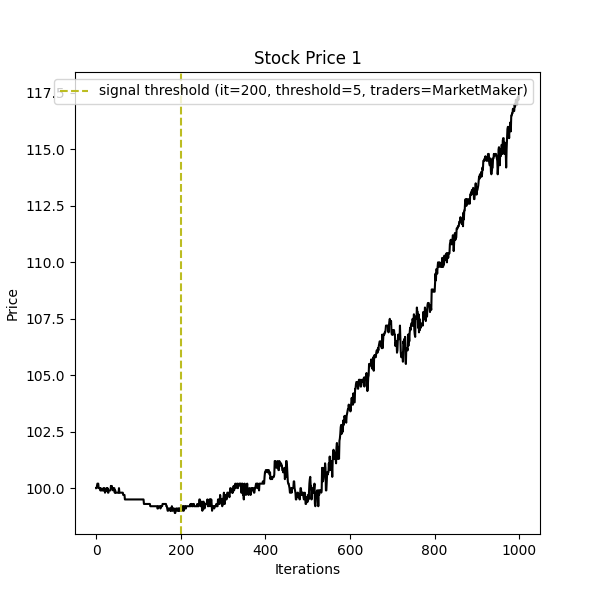 Stock Price 1
signal threshold (it=200, threshold=5, traders=MarketMaker)
117.5
115.0
112.5
110.0
107.5
105.0
102.5
100.0
Price
0 200 400 600 800 1000
Iterations